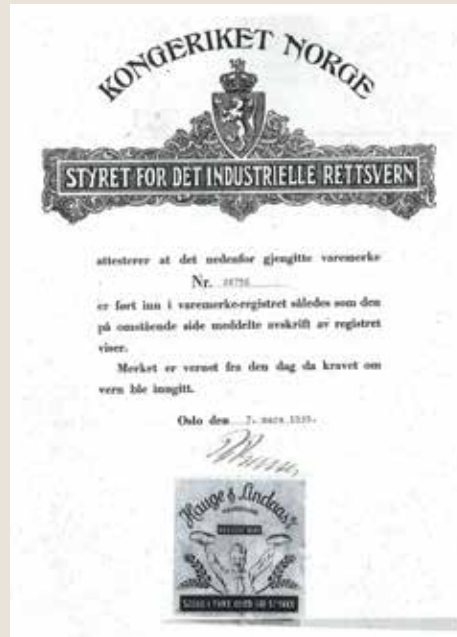 KONGERIKET NORGE
STYRET FOR DET INDUSTRIELLE RETTSVERN
attesterer at det nedenfor gjengitte varemerke
Nr.
er ført inn i varemerke-registret således som den
på omstående side meddelte avskrift av registret
viser.
Merket er vernet fra den dag da kravet om
vern ble inngitt.
Oslo den 7. mars
Hauge & Lindaas